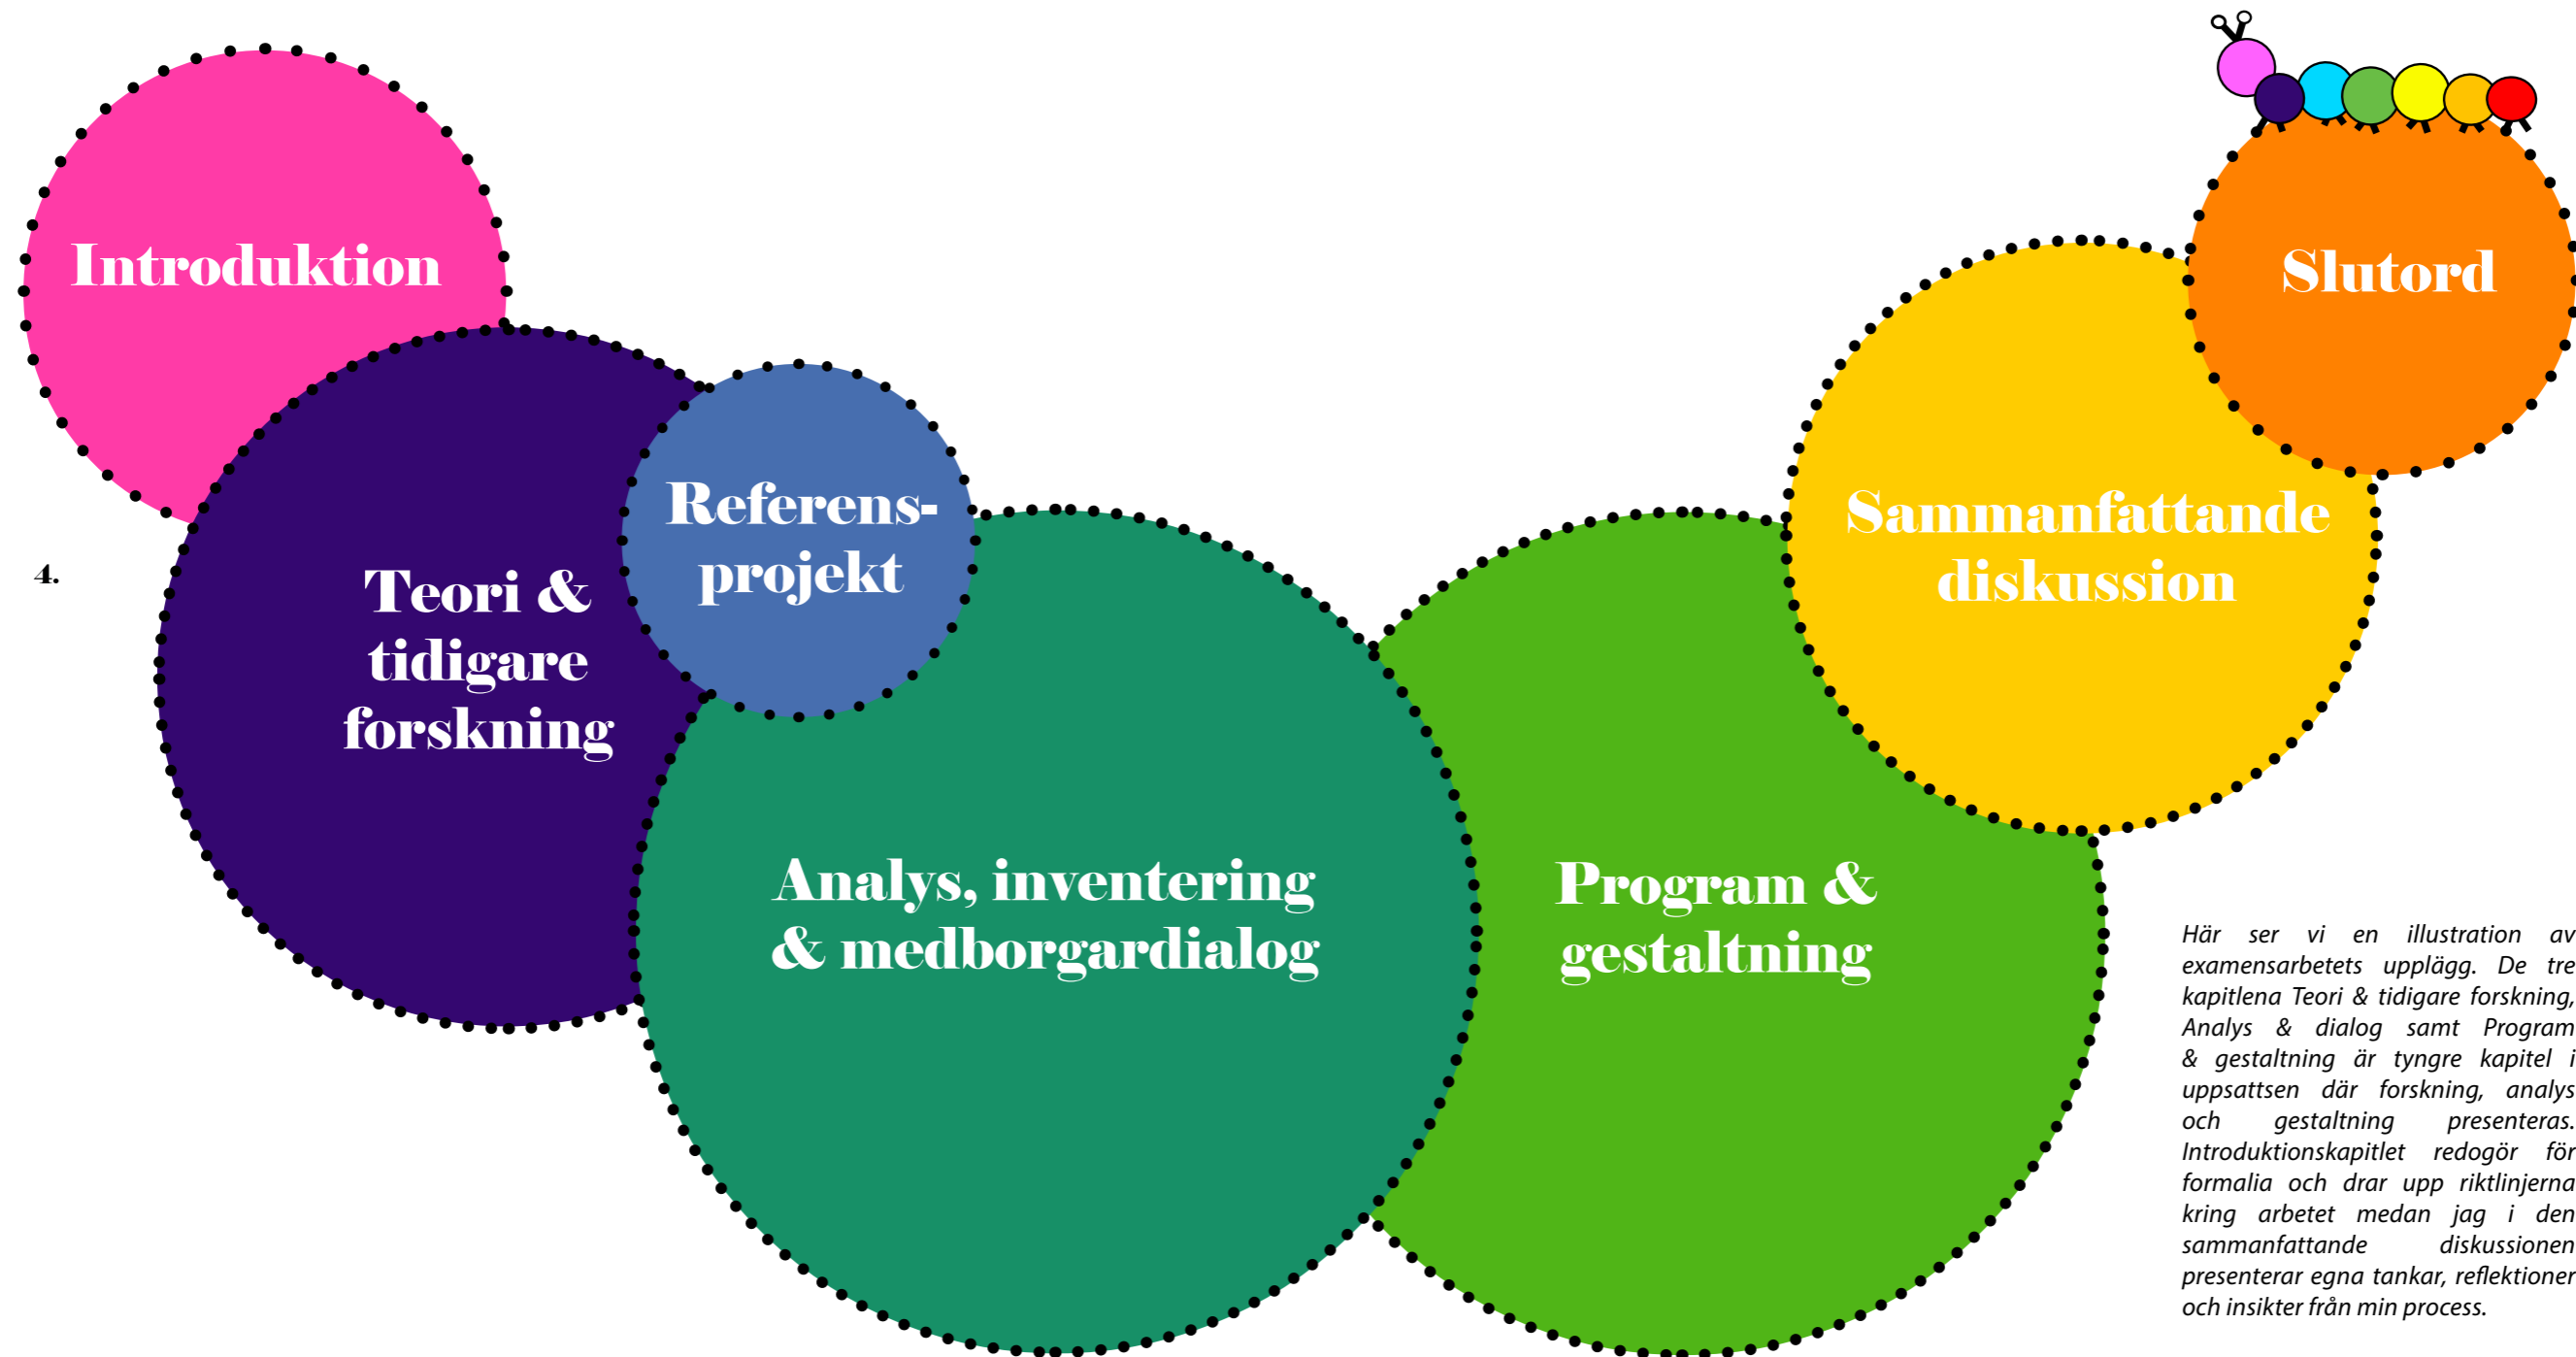 Introduktion
Slutord
Referens-
projekt
Sammanfattande
diskussion
4.
Teori &
tidigare
forskning
Analys, inventering
& medborgardialog
Program &
gestaltning
Här ser vi en illustration av
examensarbetets upplägg. De tre
kapitlena Teori & tidigare forskning,
Analys & dialog samt Program
& gestaltning är tyngre kapitel i
uppsattsen där forskning, analys
och gestaltning presenteras.
Introduktionskapitlet redogör för
formalia och drar upp riktlinjerna
kring arbetet medan jag i den
sammanfattande diskussionen
presenterar egna tankar, reflektioner
och insikter från min process.